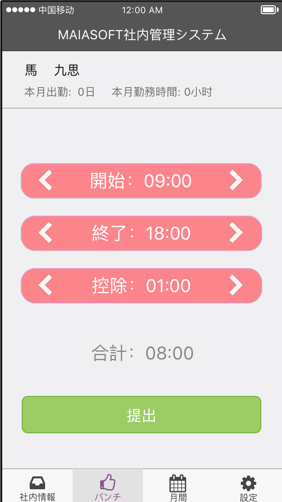 中国移动 12:00 AM
MAIASOFT社内管理システム
馬 九思
本月出勤: 0日 本月勤務時間: 0小时
開始: 09:00
終了: 18:00
控除: 01:00
合計: 08:00
提出
社内情報 パンチ 月間 設定